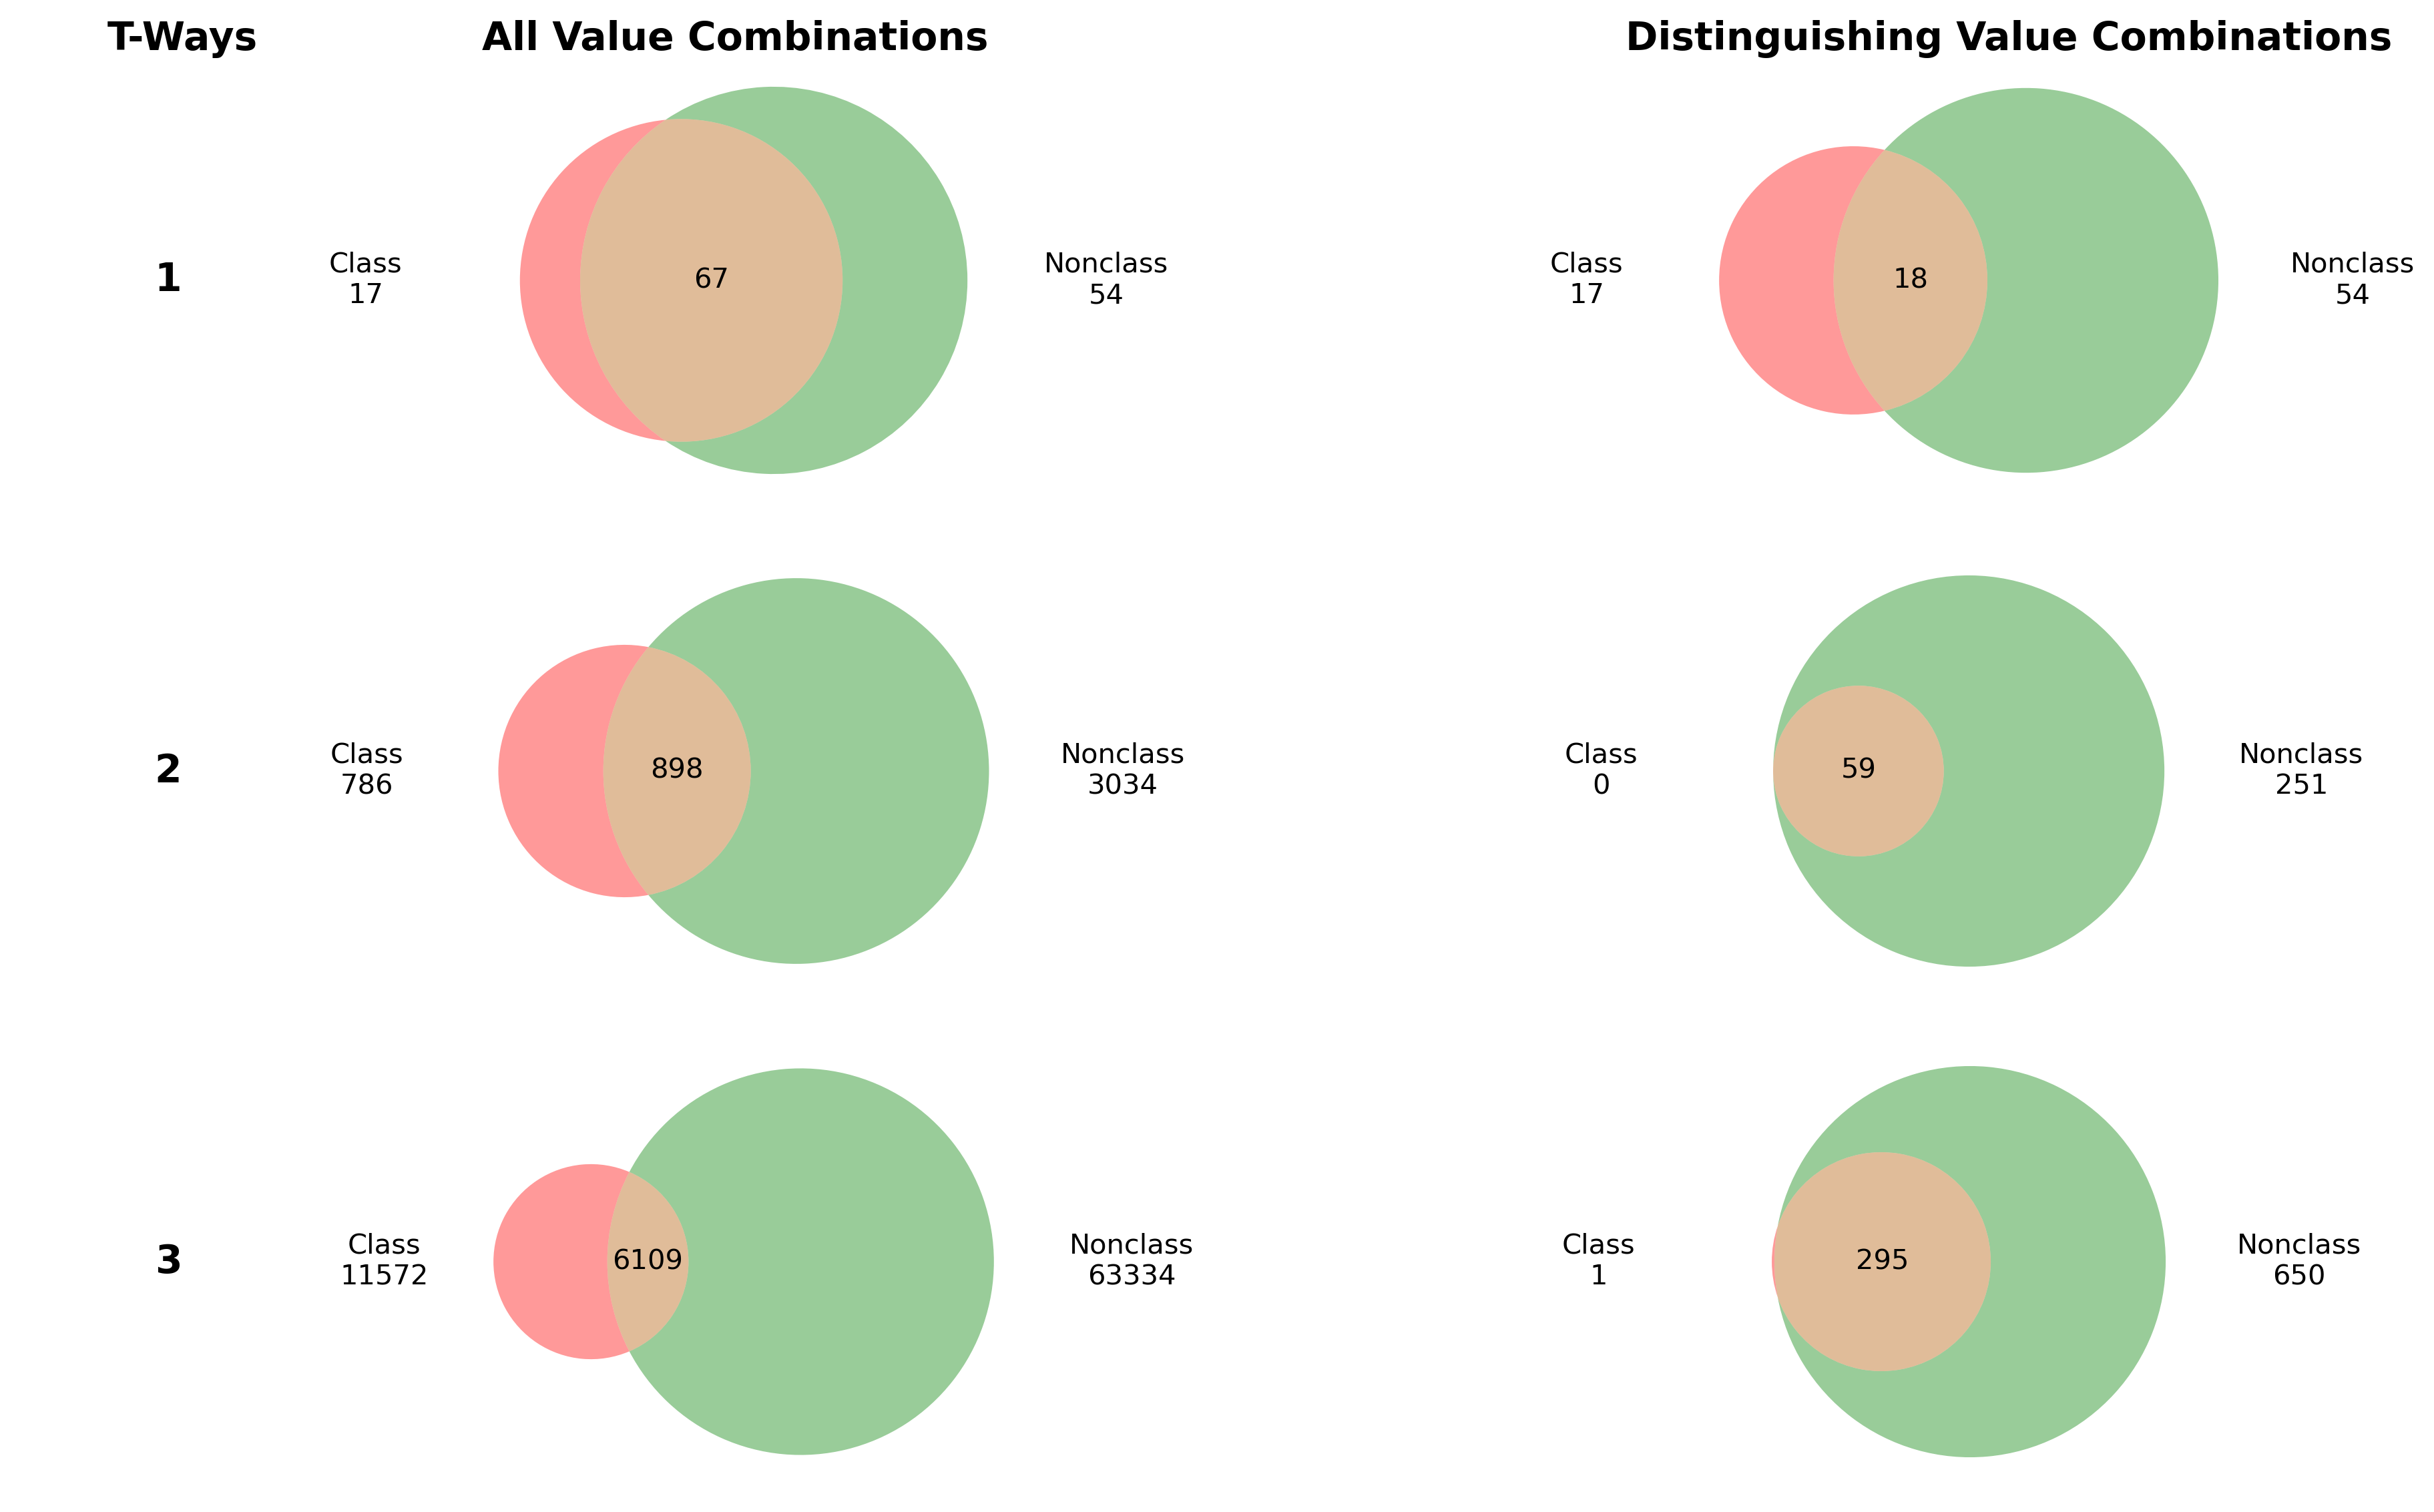 T-Ways
All Value Combinations
Distinguishing Value Combinations
1
Class
17
67
Nonclass
54
Class
17
18
Nonclass
54
2
Class
786
898
Nonclass
3034
Class
0
59
Nonclass
251
3
Class
11572
6109
Nonclass
63334
Class
1
295
Nonclass
650